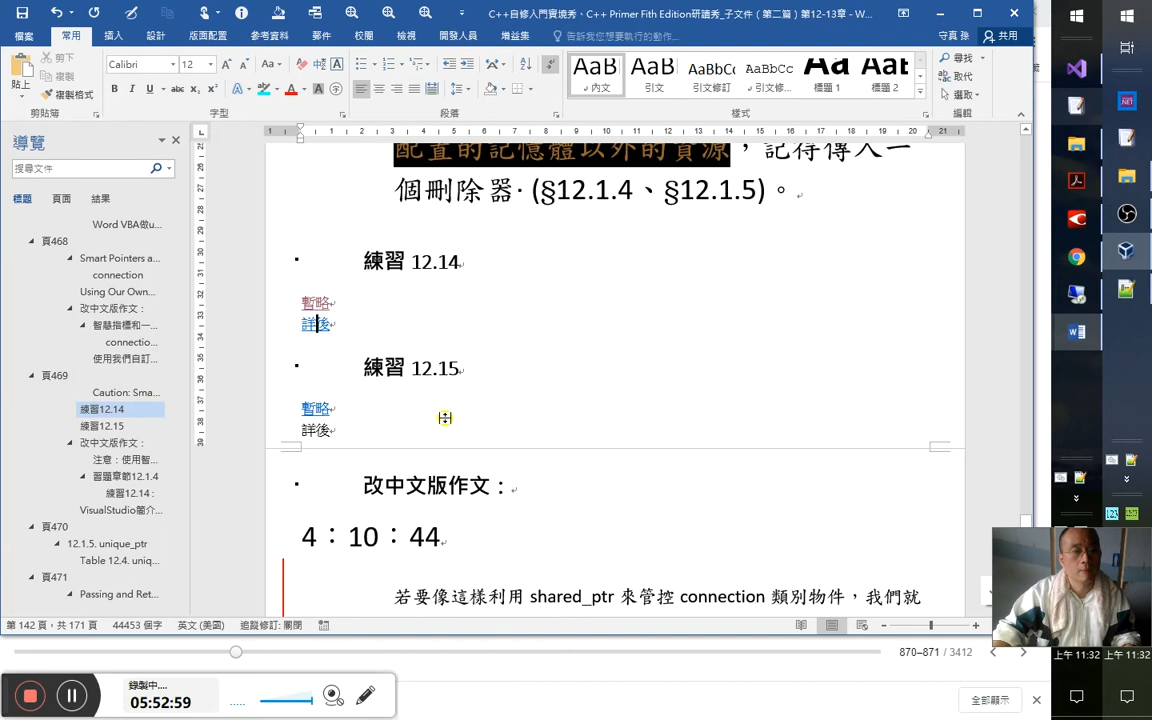 C++自修入門實境秀、C++ Primer Fith Edition研讀秀_子文件（第二篇）第12-13章 - W...
檔案 常用 插入 設計 版面配置 參考資料 郵件 校閱 檢視 開發人員 增益集 告訴我您想要執行的動作... 守真 孫 共用
貼上 剪下 複製 複製格式
Calibri 12
AaB AaB AaBbC AaBbCc AaB AaB
內文 引文 引文修訂 引文修... 標題 1 標題 2
尋找 取代 選取
剪貼簿 字型 段落 樣式 編輯
導覽
搜尋文件
標題 頁面 結果
Word VBA做u...
頁468
Smart Pointers a...
connection
Using Our Own...
改中文版作文：
智慧指標和一...
connectio...
使用我們自訂...
頁469
Caution: Sma...
練習12.14
練習12.15
改中文版作文：
注意：使用智...
習題章節12.1.4
練習12.14 :
VisualStudio簡介...
頁470
12.1.5. unique_ptr
Table 12.4. uniq...
頁471
Passing and Ret...
配置的記憶體以外的資源，記得傳入一
個刪除器· (§12.1.4、§12.1.5)。
練習 12.14
暫略
詳後
練習 12.15
暫略
詳後
改中文版作文：
4：10：44
若要像這樣利用 shared_ptr 來管控 connection 類別物件，我們就
第 142 頁，共 171 頁 44453 個字 英文 (美國) 追蹤修訂: 關閉
870–871 / 3412
錄製中....
05:52:59
全部顯示
上午 11:32 上午 11:32